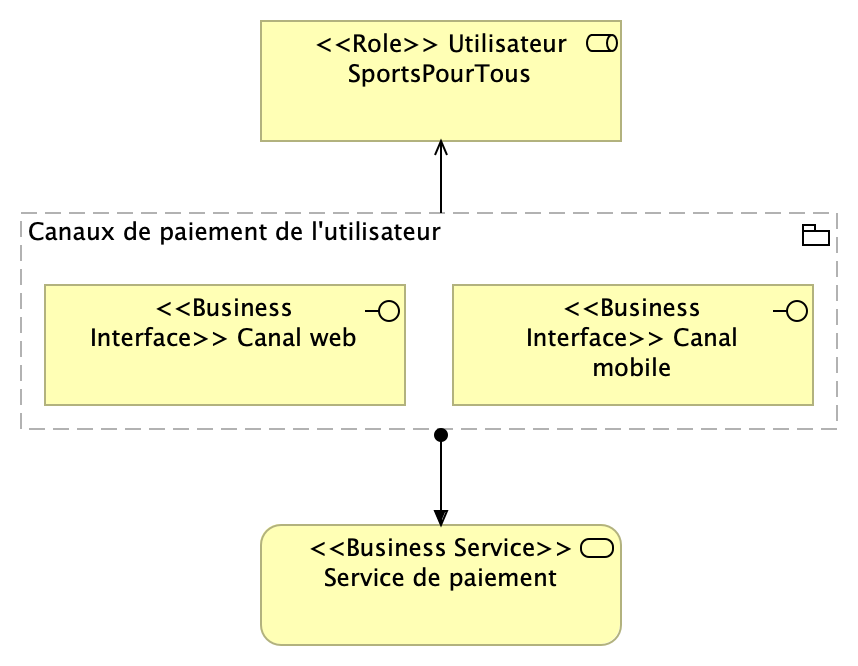 <<Role>> Utilisateur
SportsPourTous
Canaux de paiement de l'utilisateur
<<Business
Interface>> Canal web
<<Business
Interface>> Canal
mobile
<<Business Service>>
Service de paiement